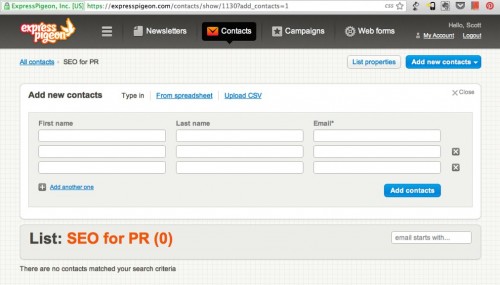 ExpressPigeon, Inc. [US] https://expresspigeon.com/contacts/show/1130?add_contacts=1
css
express pigeon
Newsletters
Contacts
Campaigns
Web forms
Hello, Scott
My Account
Logout
All contacts
SEO for PR
List properties
Add new contacts
Add new contacts
Type in
From spreadsheet
Upload CSV
Close
First name
Last name
Email*
Add another one
Add contacts
List: SEO for PR (0)
email starts with...
There are no contacts matched your search criteria